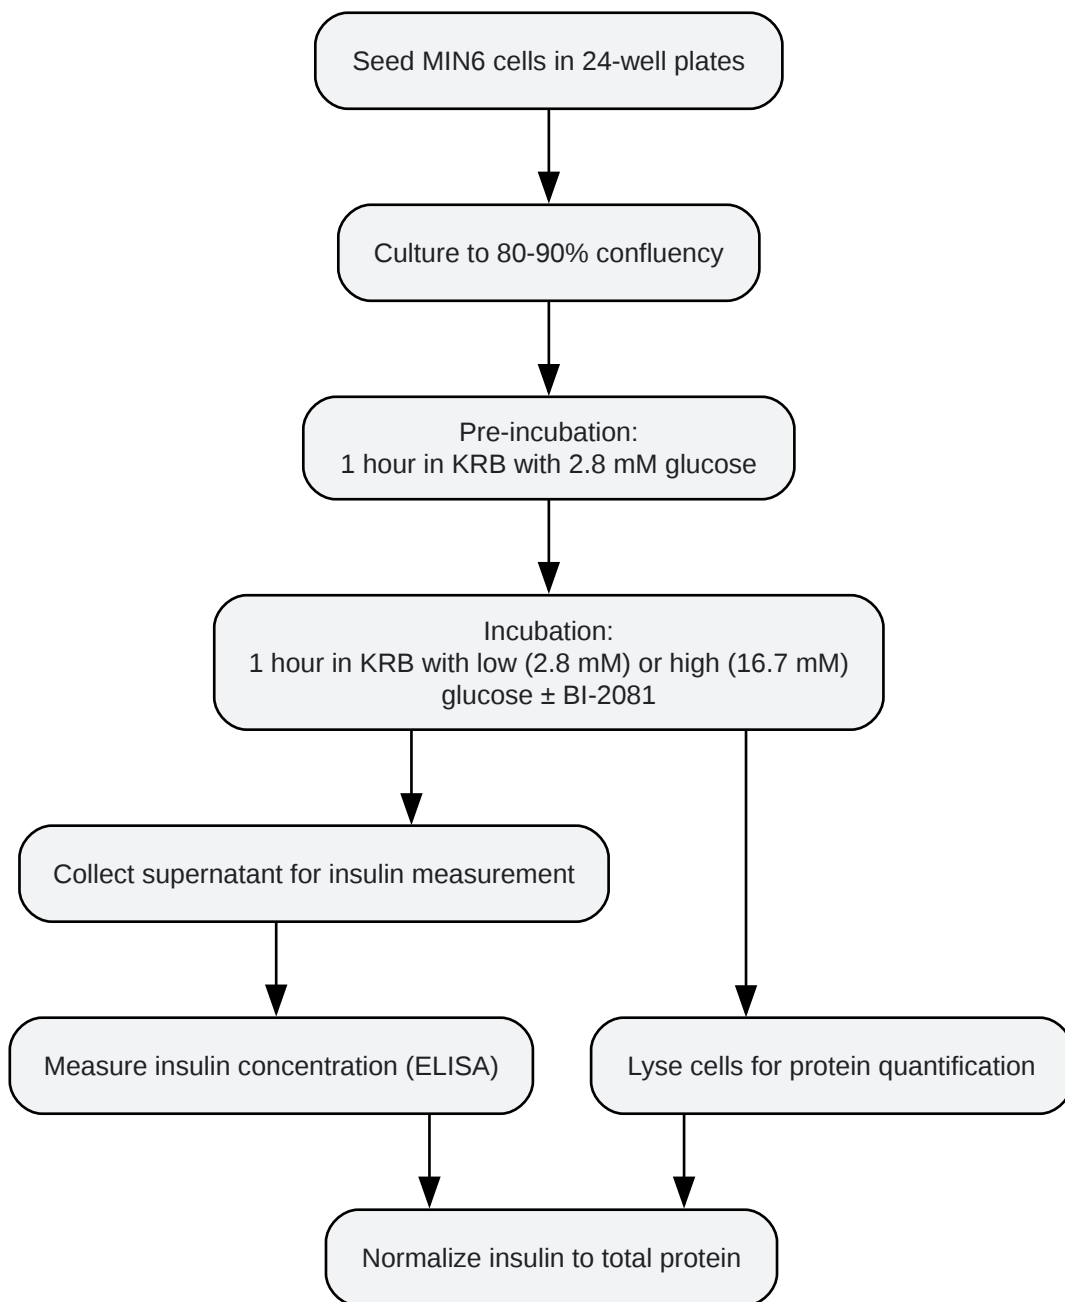 Seed MIN6 cells in 24-well plates
Culture to 80-90% confluency
Pre-incubation:
1 hour in KRB with 2.8 mM glucose
Incubation:
1 hour in KRB with low (2.8 mM) or high (16.7 mM)
glucose ± BI-2081
Collect supernatant for insulin measurement
Measure insulin concentration (ELISA)
Lyse cells for protein quantification
Normalize insulin to total protein